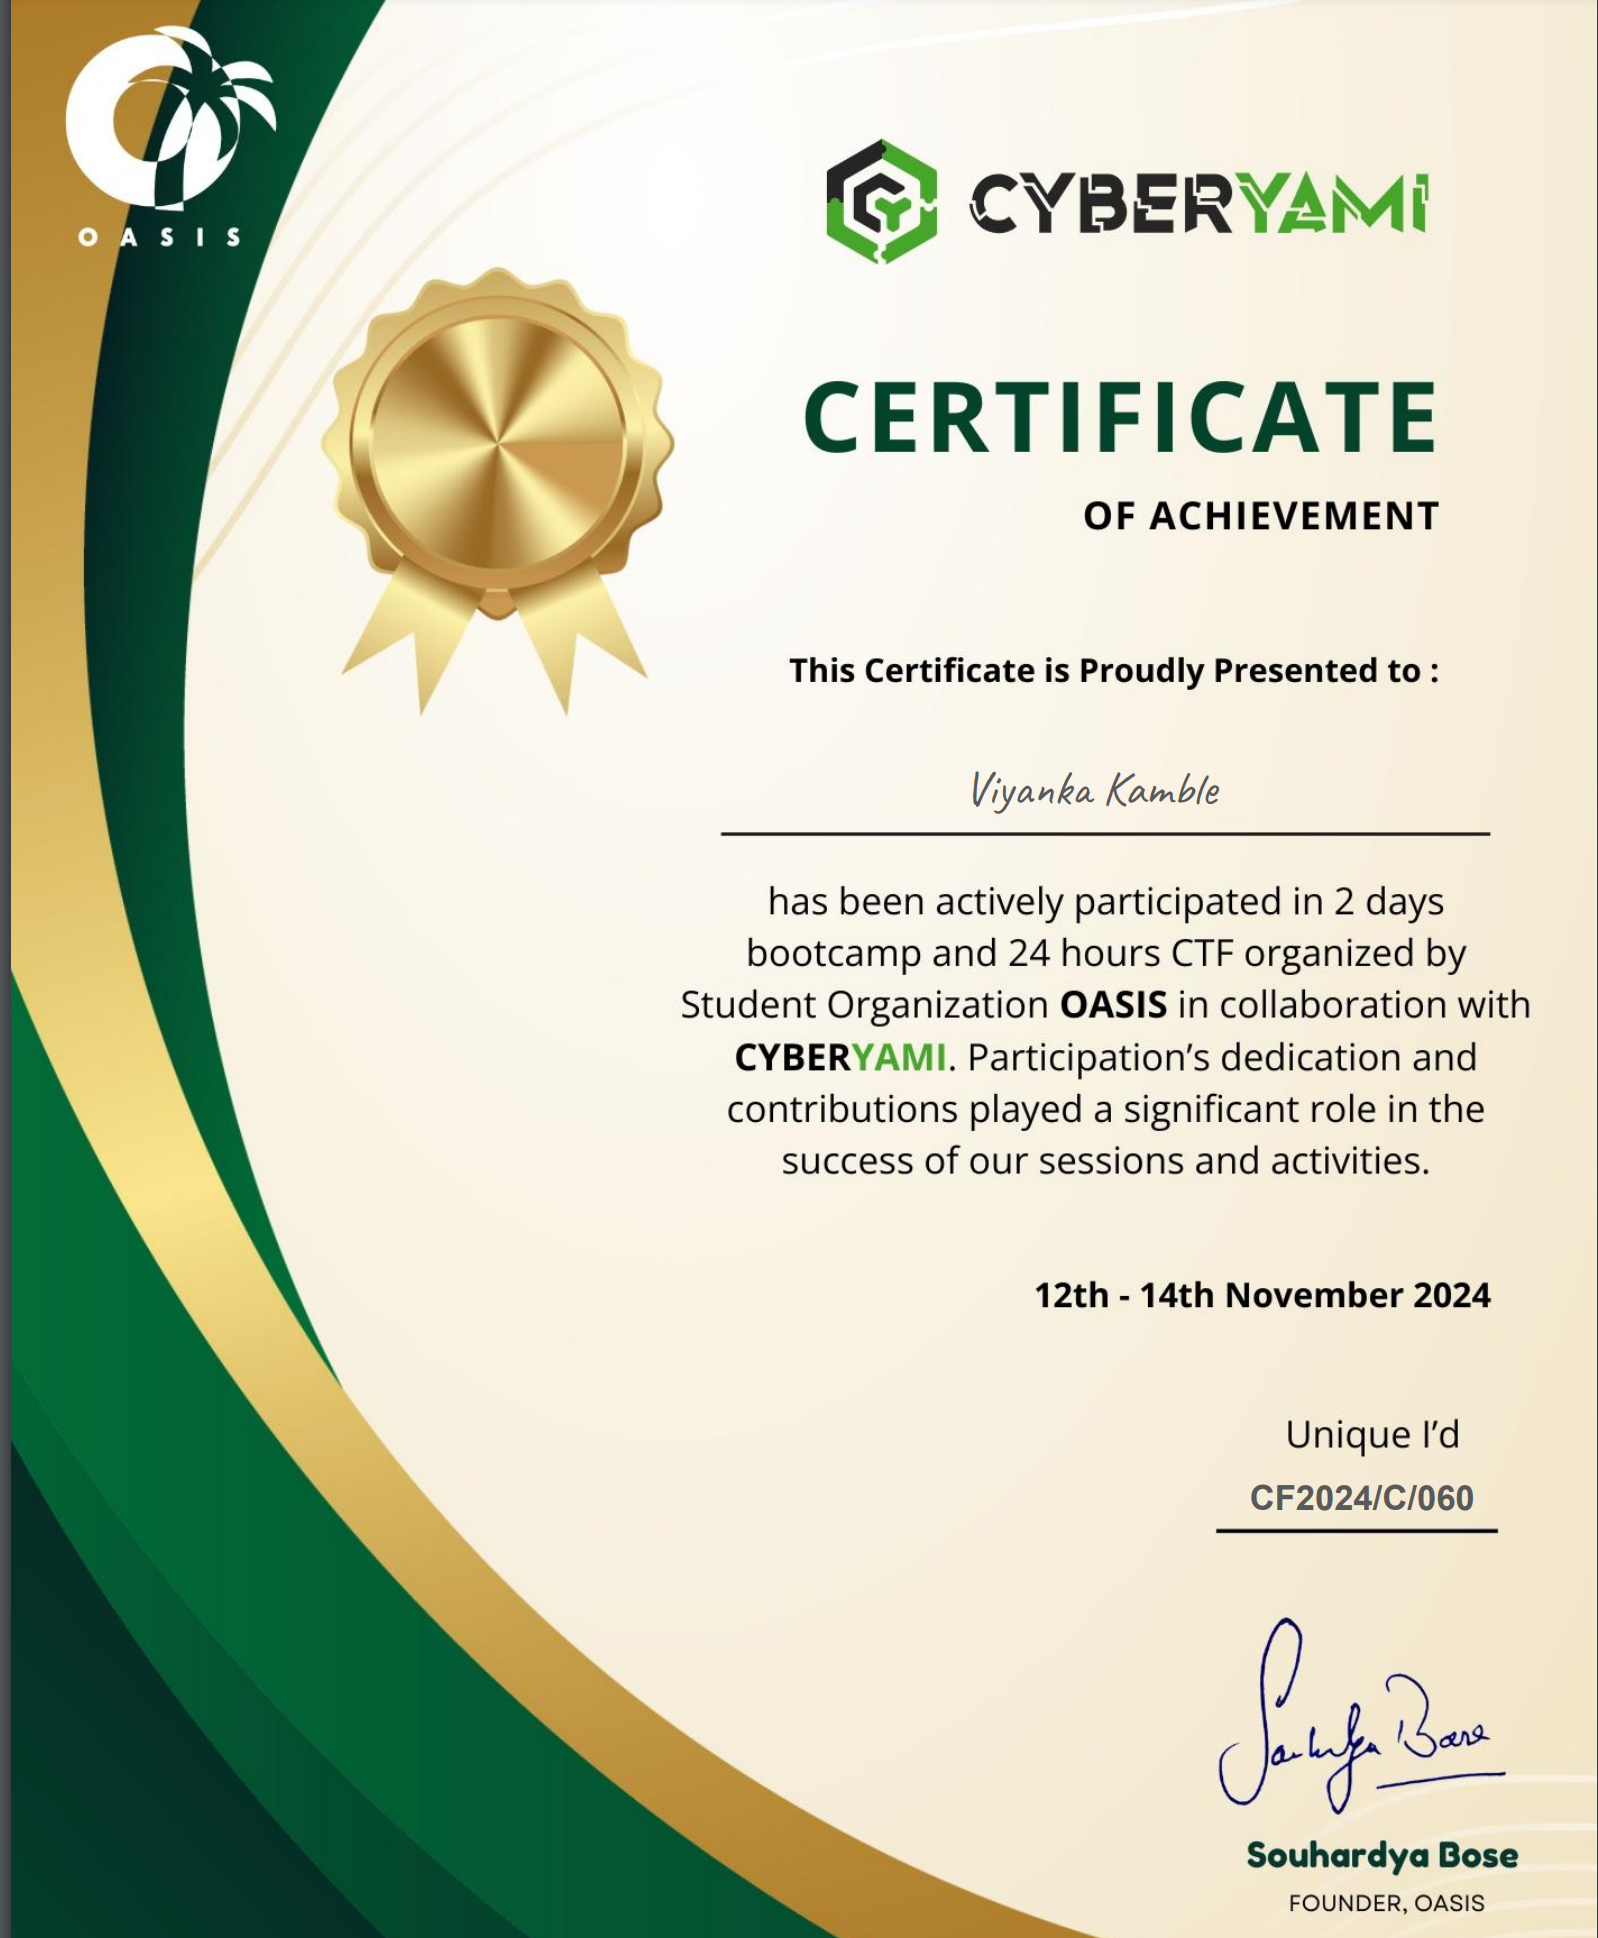 OASIS
CYBERYAMI
CERTIFICATE
OF ACHIEVEMENT
This Certificate is Proudly Presented to :
Viyanka Kamble
has been actively participated in 2 days
bootcamp and 24 hours CTF organized by
Student Organization OASIS in collaboration with
CYBERYAMI. Participation’s dedication and
contributions played a significant role in the
success of our sessions and activities.
12th - 14th November 2024
Unique I’d
CF2024/C/060
Souhardya Bose
Souhardya Bose
FOUNDER, OASIS